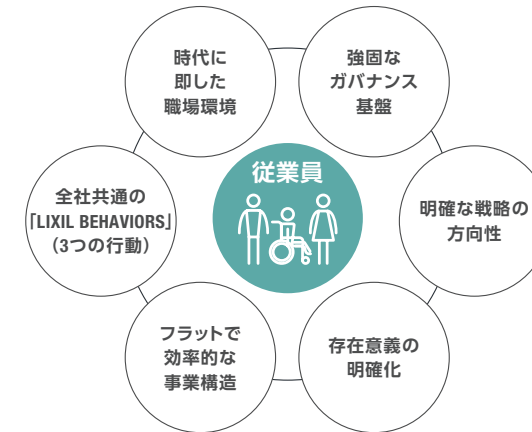 時代に
即した
職場環境
強固な
ガバナンス
基盤
従業員
全社共通の
「LIXIL BEHAVIORS」
（3つの行動）
明確な戦略の
方向性
フラットで
効率的な
事業構造
存在意義の
明確化